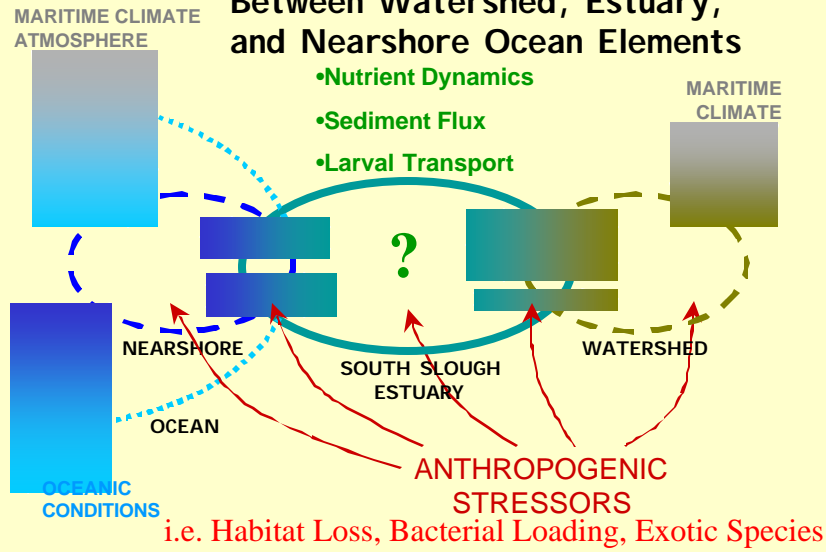 Between Watershed, Estuary,
and Nearshore Ocean Elements
MARITIME CLIMATE
ATMOSPHERE
•Nutrient Dynamics
•Sediment Flux
•Larval Transport
MARITIME
CLIMATE
?
NEARSHORE
SOUTH SLOUGH
ESTUARY
WATERSHED
OCEAN
OCEANIC
CONDITIONS
ANTHROPOGENIC
STRESSORS
i.e. Habitat Loss, Bacterial Loading, Exotic Species